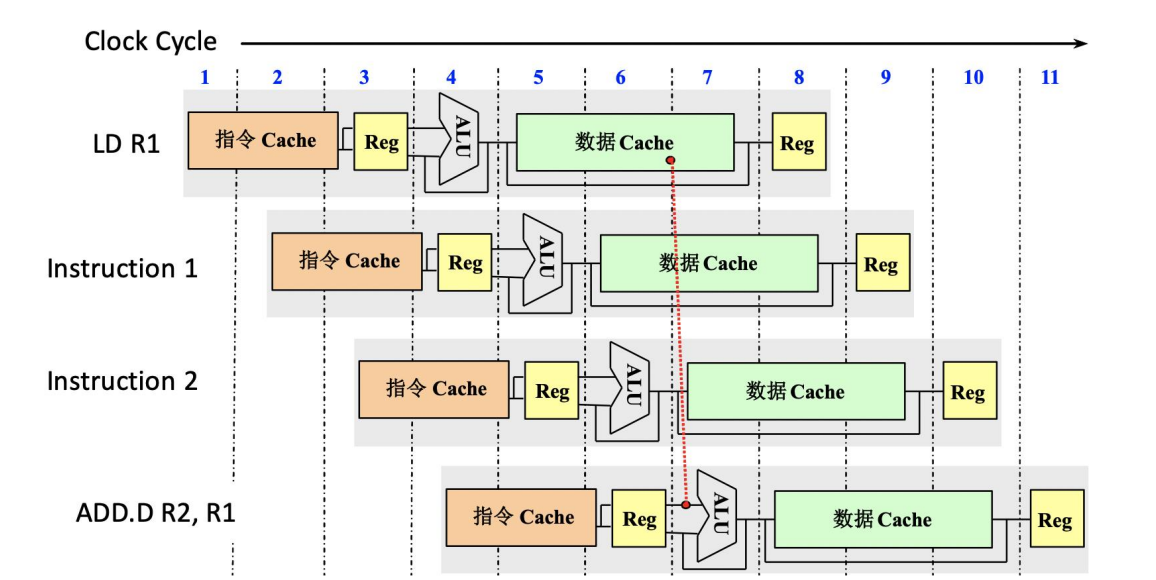 Clock Cycle
1 2 3 4 5 6 7 8 9 10 11
LD R1 指令 Cache Reg ALU 数据 Cache Reg
Instruction 1 指令 Cache Reg ALU 数据 Cache Reg
Instruction 2 指令 Cache Reg ALU 数据 Cache Reg
ADD.D R2, R1 指令 Cache Reg ALU 数据 Cache Reg